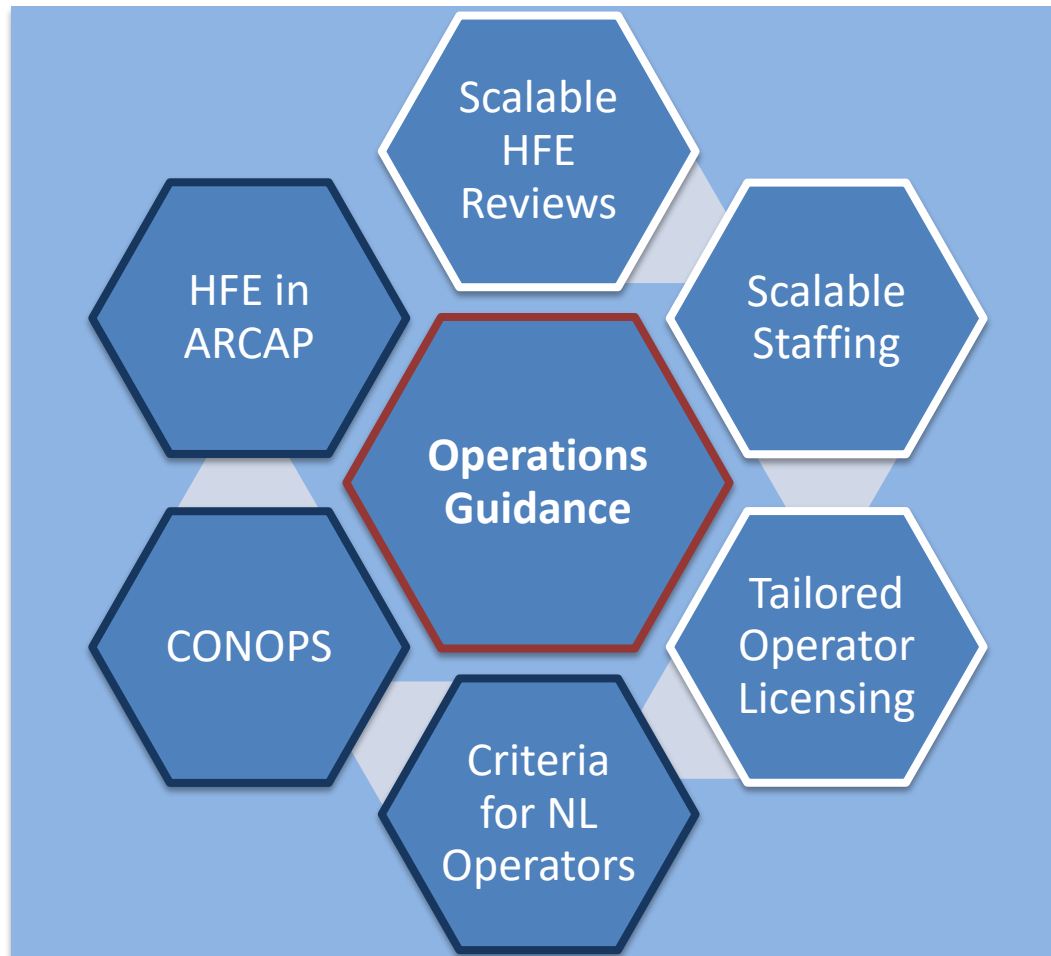 Scalable
HFE
Reviews
HFE in
ARCAP
Scalable
Staffing
Operations
Guidance
CONOPS
Tailored
Operator
Licensing
Criteria
for NL
Operators